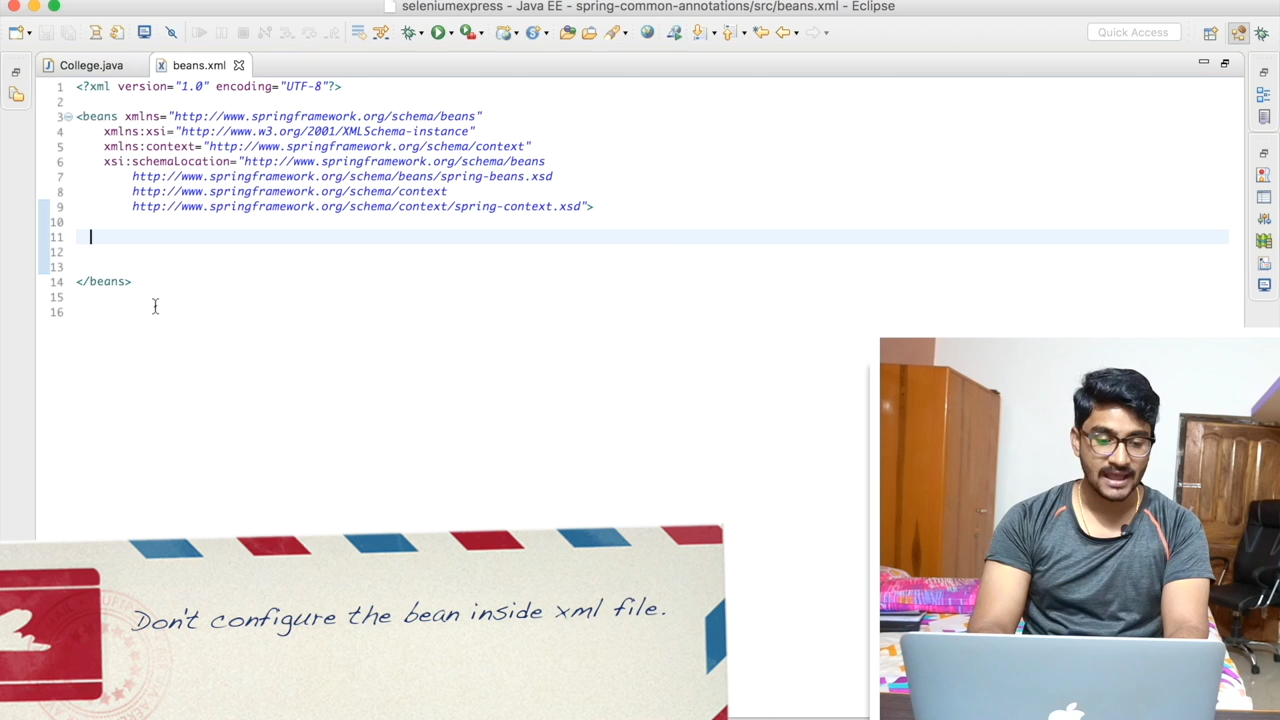 seleniumexpress - Java EE - spring-common-annotations/src/beans.xml - Eclipse
Quick Access
College.java
beans.xml
1 <?xml version="1.0" encoding="UTF-8"?>
2
3 <beans xmlns="http://www.springframework.org/schema/beans"
4 xmlns:xsi="http://www.w3.org/2001/XMLSchema-instance"
5 xmlns:context="http://www.springframework.org/schema/context"
6 xsi:schemaLocation="http://www.springframework.org/schema/beans
7 http://www.springframework.org/schema/beans/spring-beans.xsd
8 http://www.springframework.org/schema/context
9 http://www.springframework.org/schema/context/spring-context.xsd">
10
11
12
13
14 </beans>
15
16
Don't configure the bean inside xml file.